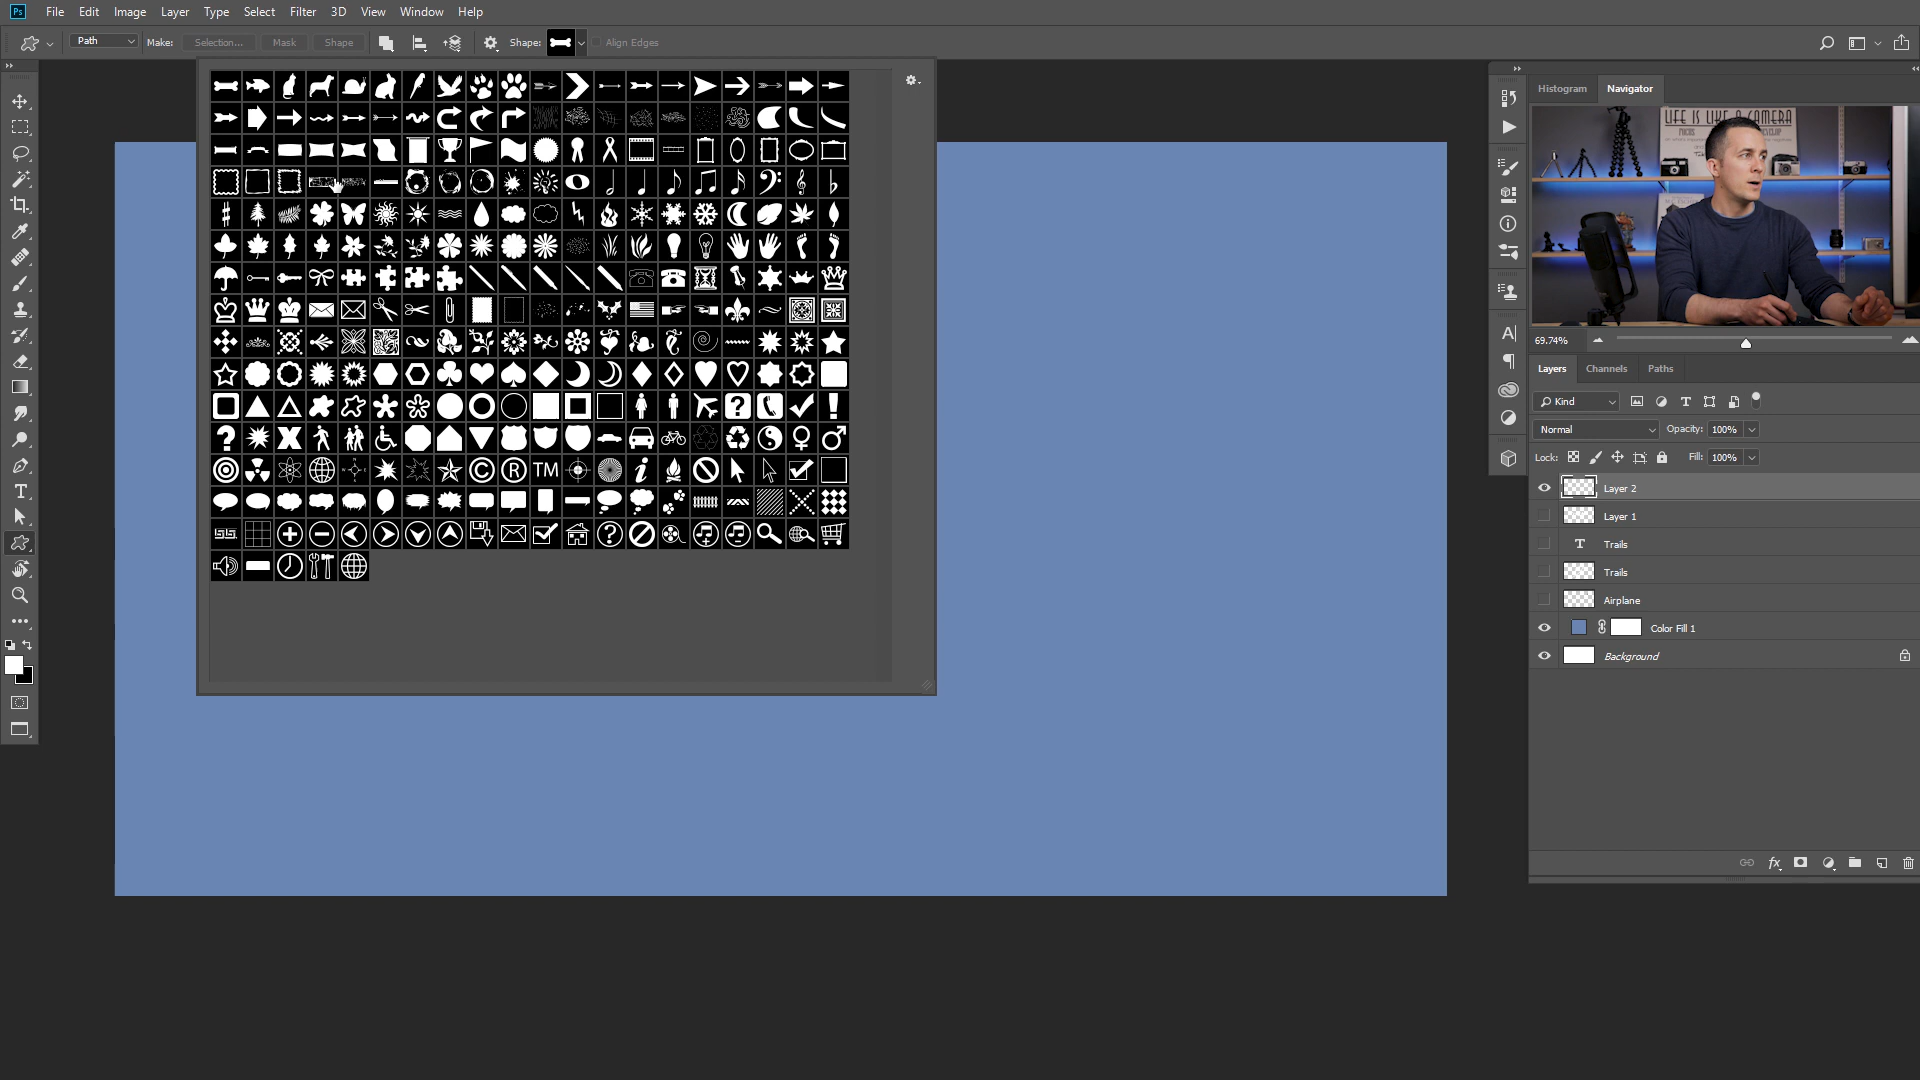 Ps File Edit Image Layer Type Select Filter 3D View Window Help
Path Make: Selection... Mask Shape Shape: Align Edges
Histogram Navigator
LIFE IS LIKE A CAMERA
69.74%
Layers Channels Paths
Kind
Normal Opacity: 100%
Lock: Fill: 100%
Layer 2
Layer 1
Trails
Trails
Airplane
Color Fill 1
Background
TM